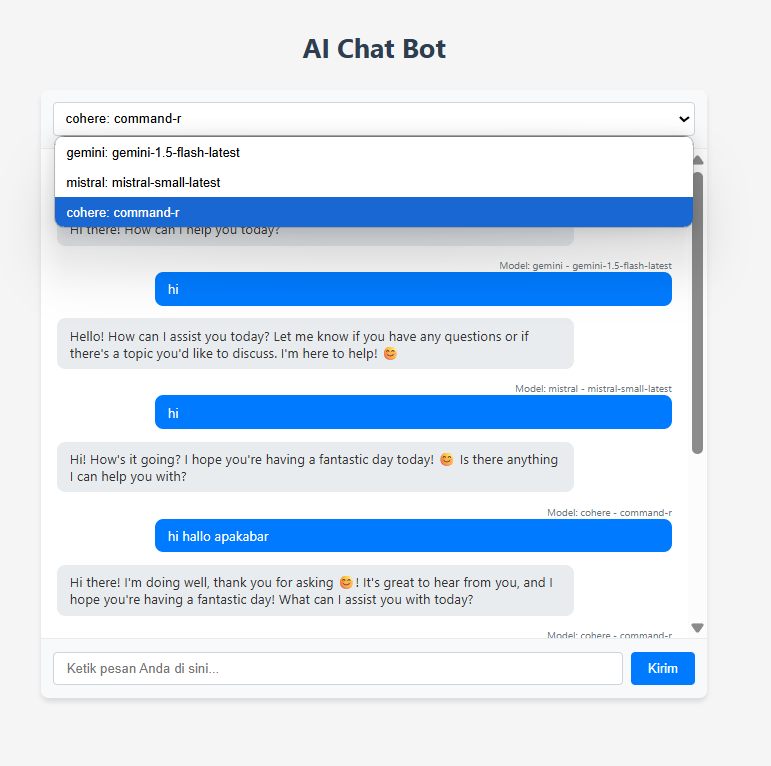 AI Chat Bot
cohere: command-r
gemini: gemini-1.5-flash-latest
mistral: mistral-small-latest
cohere: command-r
Hi there! How can I help you today?
Model: gemini - gemini-1.5-flash-latest
hi
Hello! How can I assist you today? Let me know if you have any questions or if
there's a topic you'd like to discuss. I'm here to help! 😊
Model: mistral - mistral-small-latest
hi
Hi! How's it going? I hope you're having a fantastic day today! 😊 Is there anything
I can help you with?
Model: cohere - command-r
hi hallo apakabar
Hi there! I'm doing well, thank you for asking 😊! It's great to hear from you, and I
hope you're having a fantastic day! What can I assist you with today?
Model: cohere - command-r
Ketik pesan Anda di sini...
Kirim